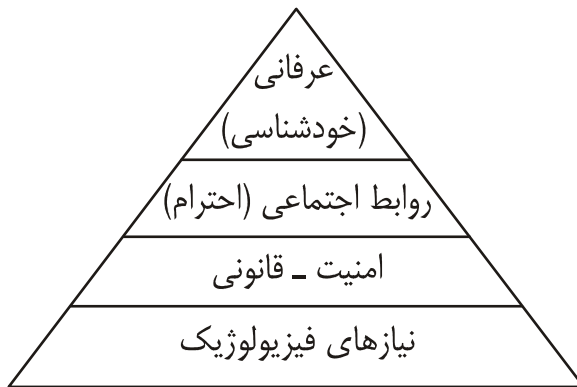 عرفانی
(خودشناسی)
روابط اجتماعی (احترام)
امنیت ـ قانونی
نیازهای فیزیولوژیک